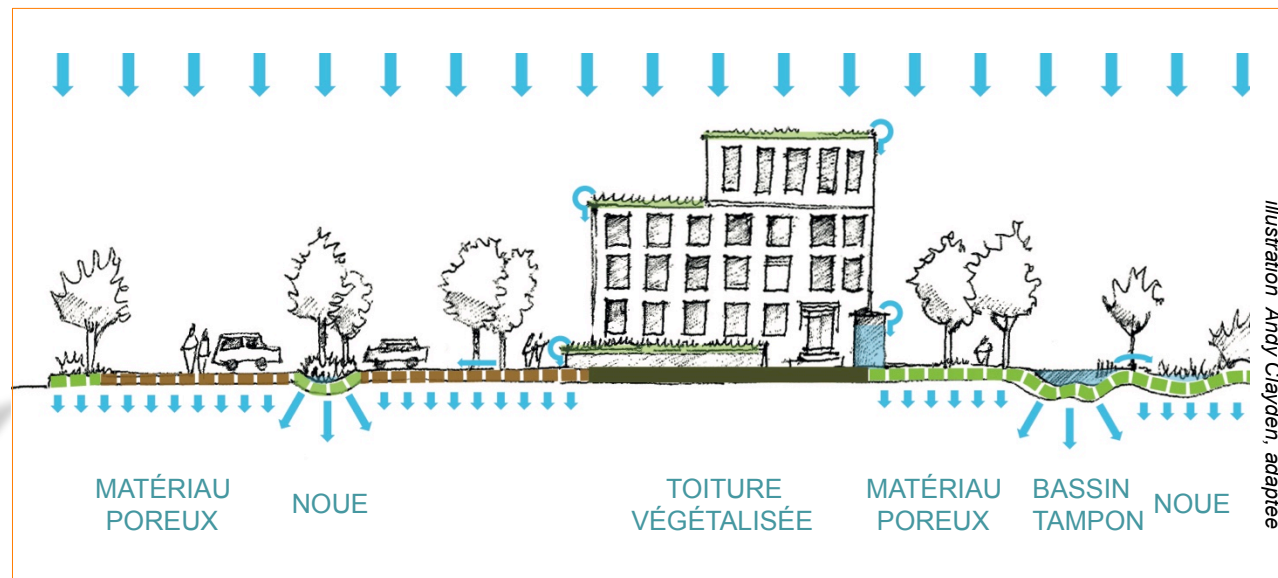 MATÉRIAU
POREUX
NOUE
TOITURE
VÉGÉTALISÉE
MATÉRIAU
POREUX
BASSIN
TAMPON
NOUE
Illustration Andy Clayden, adaptée